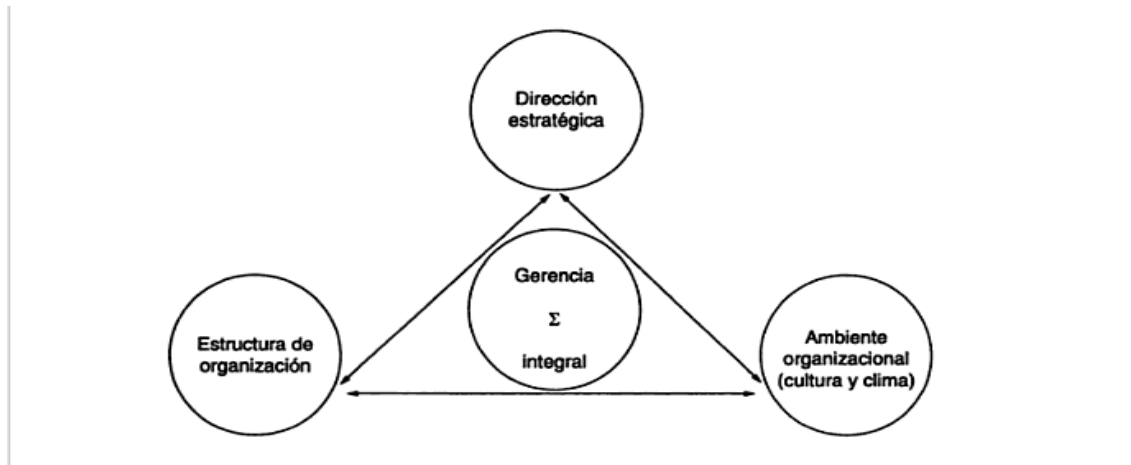 Dirección
estratégica
Gerencia
Σ
integral
Estructura de
organización
Ambiente
organizacional
(cultura y clima)